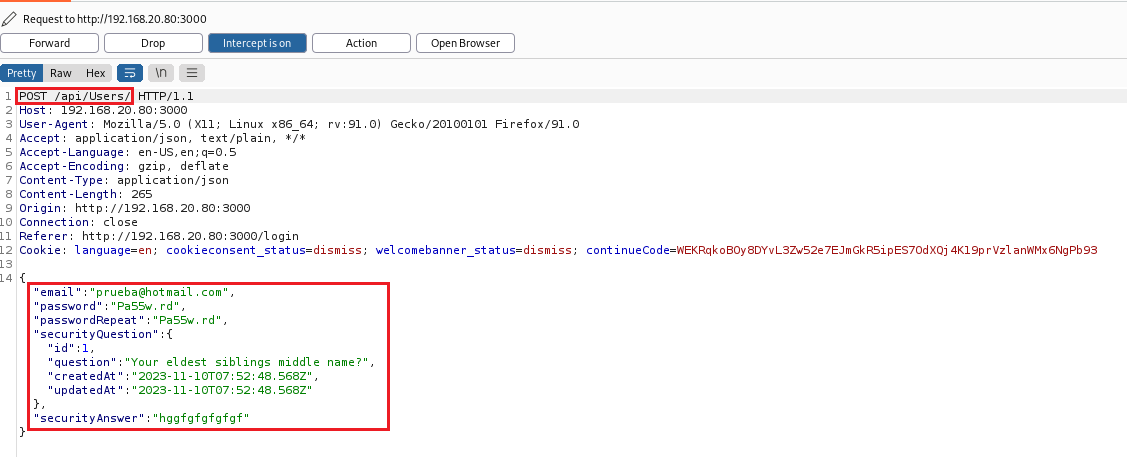 Request to http://192.168.20.80:3000
Forward Drop Intercept is on Action Open Browser
Pretty Raw Hex \n
1 POST /api/Users/ HTTP/1.1
2 Host: 192.168.20.80:3000
3 User-Agent: Mozilla/5.0 (X11; Linux x86_64; rv:91.0) Gecko/20100101 Firefox/91.0
4 Accept: application/json, text/plain, */*
5 Accept-Language: en-US,en;q=0.5
6 Accept-Encoding: gzip, deflate
7 Content-Type: application/json
8 Content-Length: 265
9 Origin: http://192.168.20.80:3000
10 Connection: close
11 Referer: http://192.168.20.80:3000/login
12 Cookie: language=en; cookieconsent_status=dismiss; welcomebanner_status=dismiss; continueCode=WEKRqkoBOy8DYvL3Zw52e7EJmGkR5ipES7OdXQj4K19prVzlanWMx6NgPb93
13
14 {
"email":"prueba@hotmail.com",
"password":"Pa55w.rd",
"passwordRepeat":"Pa55w.rd",
"securityQuestion":{
"id":1,
"question":"Your eldest siblings middle name?",
"createdAt":"2023-11-10T07:52:48.568Z",
"updatedAt":"2023-11-10T07:52:48.568Z"
},
"securityAnswer":"hggfgfgfgfgf"
}